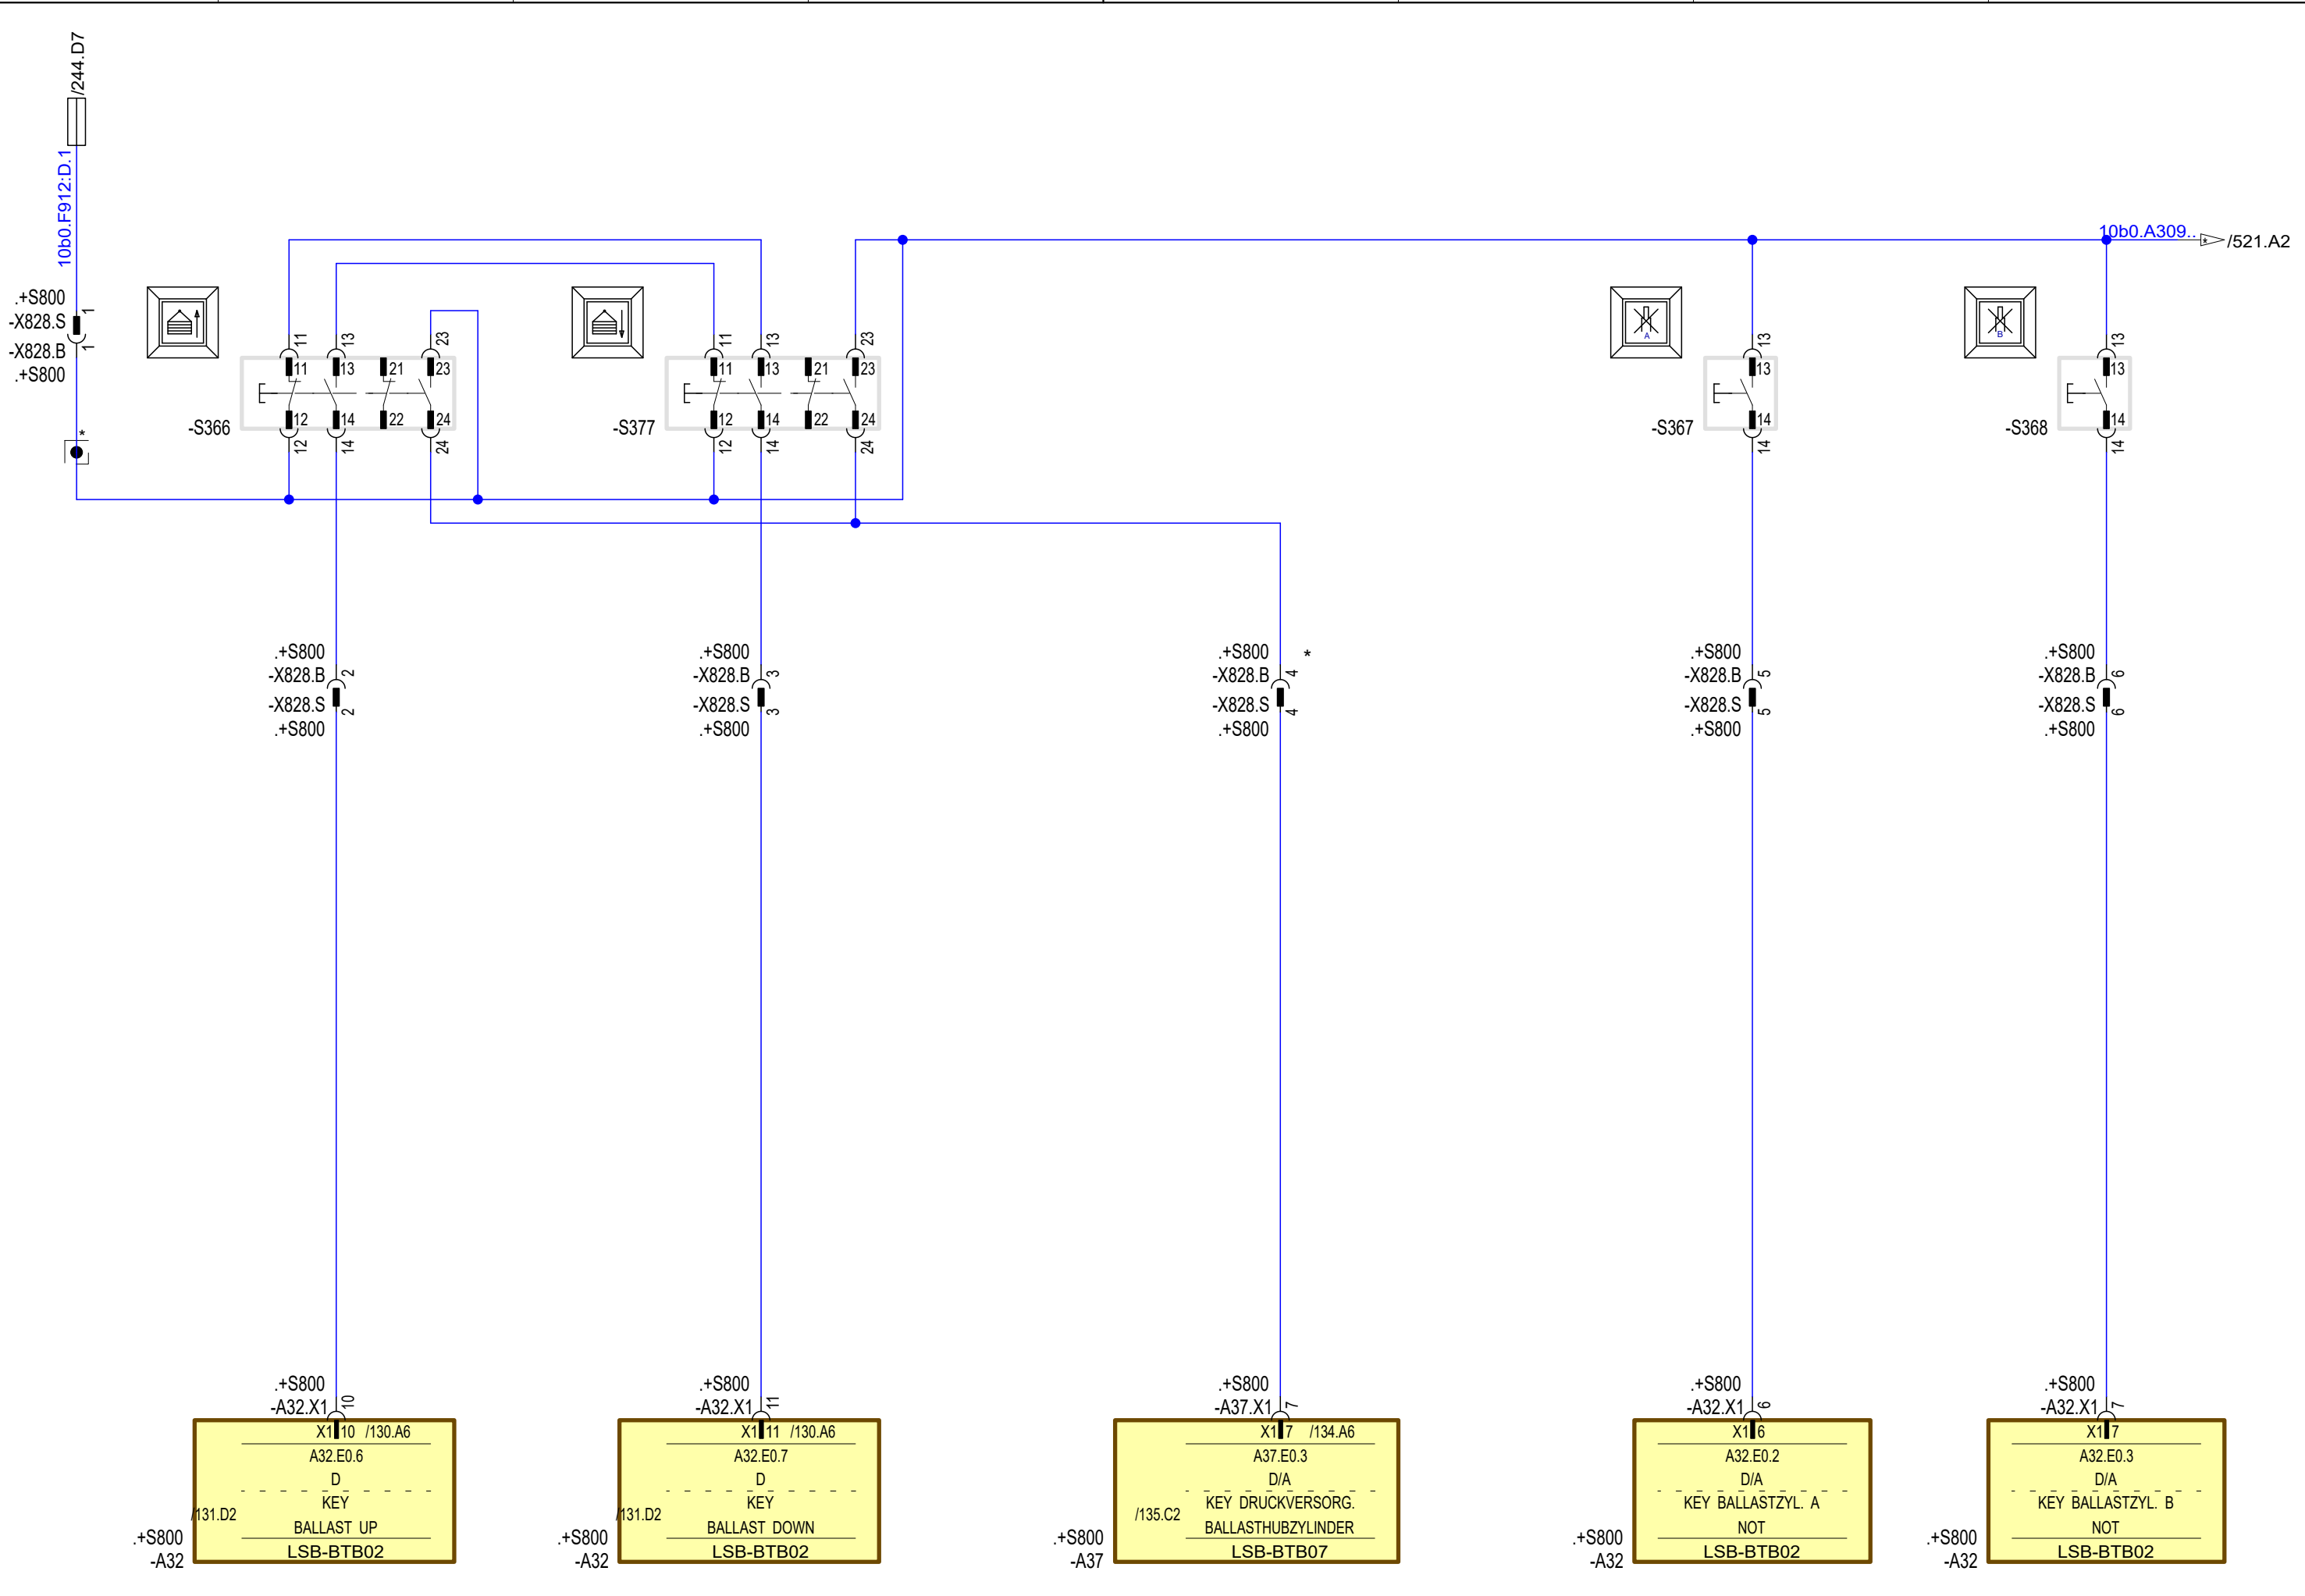 /244.D7
10b0.F912:D.1
10b0.A309..
* /521.A2
.+S800
-X828.S 1
-X828.B 1
.+S800
*
11 13 23
11 13 21 23
12 14 22 24
-S366
12 14 24
11 13 23
11 13 21 23
12 14 22 24
-S377
12 14 24
A
13
13
14
-S367
14
B
13
13
14
-S368
14
.+S800
-X828.B 2
-X828.S 2
.+S800
.+S800
-X828.B 3
-X828.S 3
.+S800
.+S800 *
-X828.B 4
-X828.S 4
.+S800
.+S800
-X828.B 5
-X828.S 5
.+S800
.+S800
-X828.B 6
-X828.S 6
.+S800
.+S800
-A32.X1 10
X1 10 /130.A6
A32.E0.6
D
KEY
/131.D2
BALLAST UP
.+S800
LSB-BTB02
-A32
.+S800
-A32.X1 11
X1 11 /130.A6
A32.E0.7
D
KEY
/131.D2
BALLAST DOWN
.+S800
LSB-BTB02
-A32
.+S800
-A37.X1 7
X1 7 /134.A6
A37.E0.3
D/A
KEY DRUCKVERSORG.
/135.C2
BALLASTHUBZYLINDER
.+S800
LSB-BTB07
-A37
.+S800
-A32.X1 6
X1 6
A32.E0.2
D/A
KEY BALLASTZYL. A
NOT
.+S800
LSB-BTB02
-A32
.+S800
-A32.X1 7
X1 7
A32.E0.3
D/A
KEY BALLASTZYL. B
NOT
.+S800
LSB-BTB02
-A32